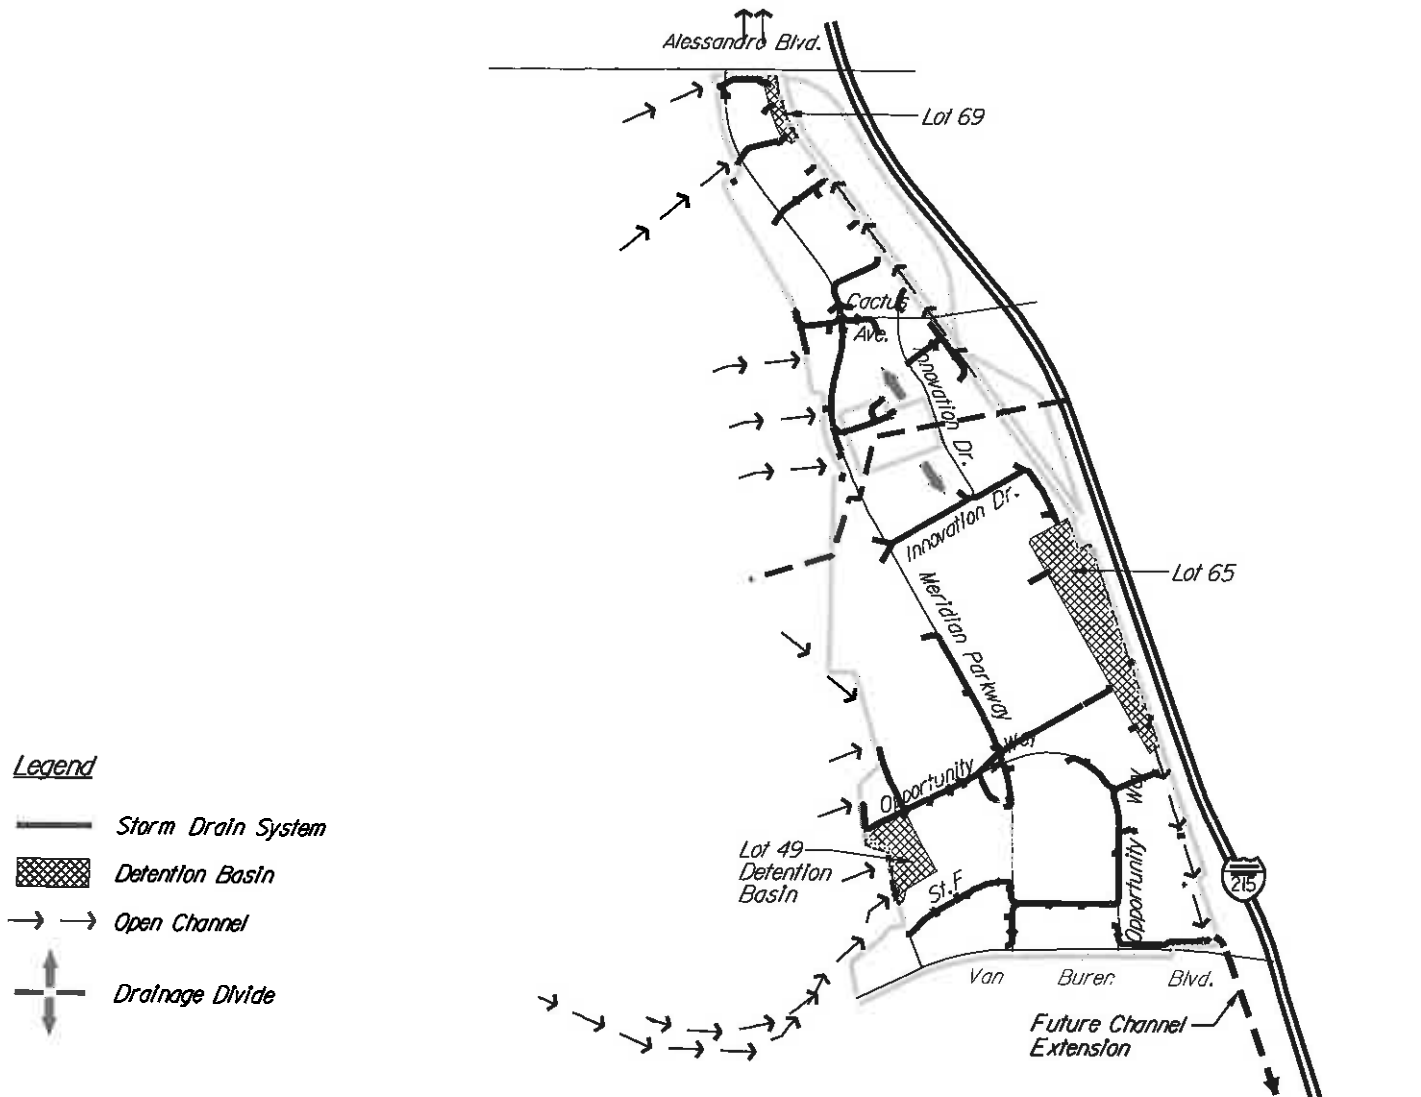 Alessandro Blvd.
Lot 69
Cactus
Ave.
Innovation Dr.
Innovation Dr.
Lot 65
Meridian Parkway
Opportunity Way
Way
Lot 49
Detention
Basin
St. F
Opportunity
215
Van Buren Blvd.
Future Channel
Extension
Legend
Storm Drain System
Detention Basin
Open Channel
Drainage Divide